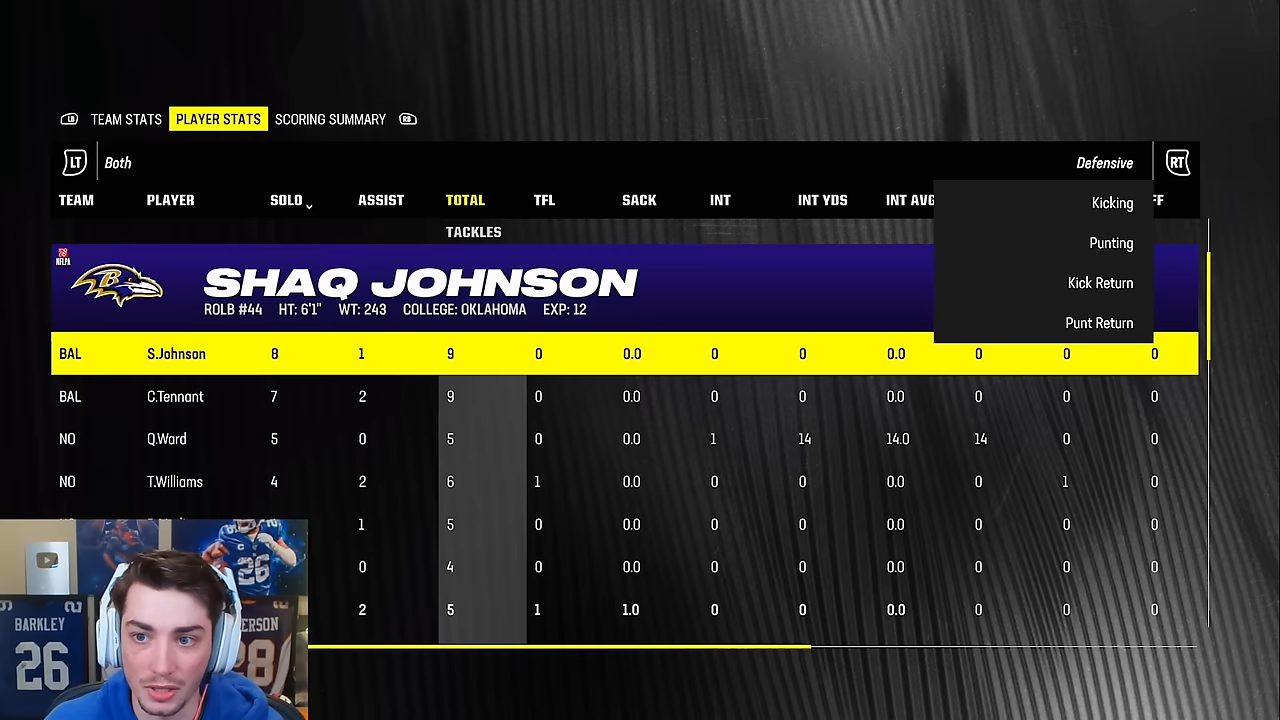 LB TEAM STATS PLAYER STATS SCORING SUMMARY RB
LT Both Defensive RT
TEAM PLAYER SOLO ASSIST TOTAL TFL SACK INT INT YDS INT AVG FF
TACKLES
Kicking
Punting
Kick Return
Punt Return
NFLPA
SHAQ JOHNSON
ROLB #44 HT: 6'1" WT: 243 COLLEGE: OKLAHOMA EXP: 12
BAL S.Johnson 8 1 9 0 0.0 0 0 0.0 0 0 0
BAL C.Tennant 7 2 9 0 0.0 0 0 0.0 0 0 0
NO Q.Ward 5 0 5 0 0.0 1 14 14.0 14 0 0
NO T.Williams 4 2 6 1 0.0 0 0 0.0 0 1 0
1 5 0 0.0 0 0 0.0 0 0 0
0 4 0 0.0 0 0 0.0 0 0 0
2 5 1 1.0 0 0 0.0 0 0 0
26
BARKLEY
26
ERSON